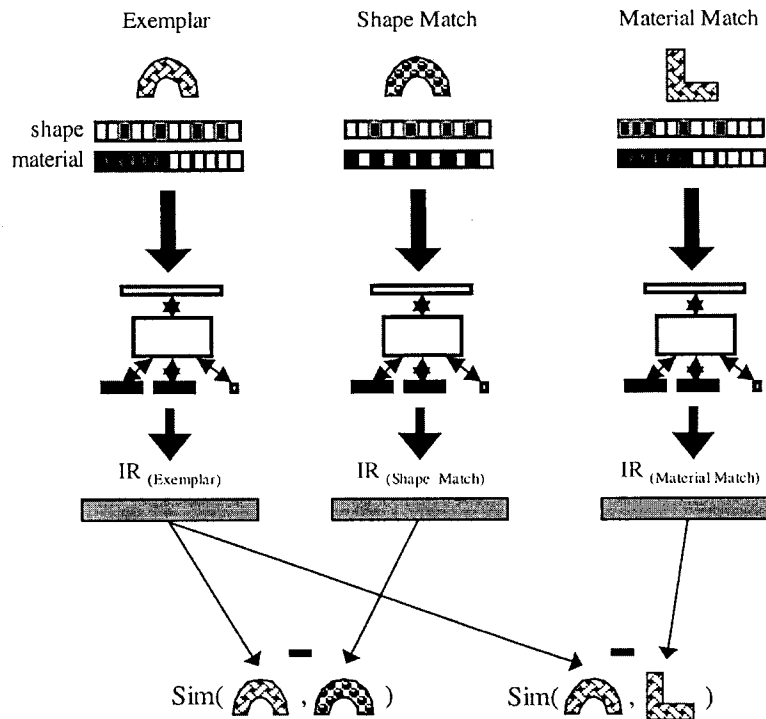 Exemplar Shape Match Material Match
shape
material
IR (Exemplar) IR (Shape Match) IR (Material Match)
Sim( , ) Sim( , )